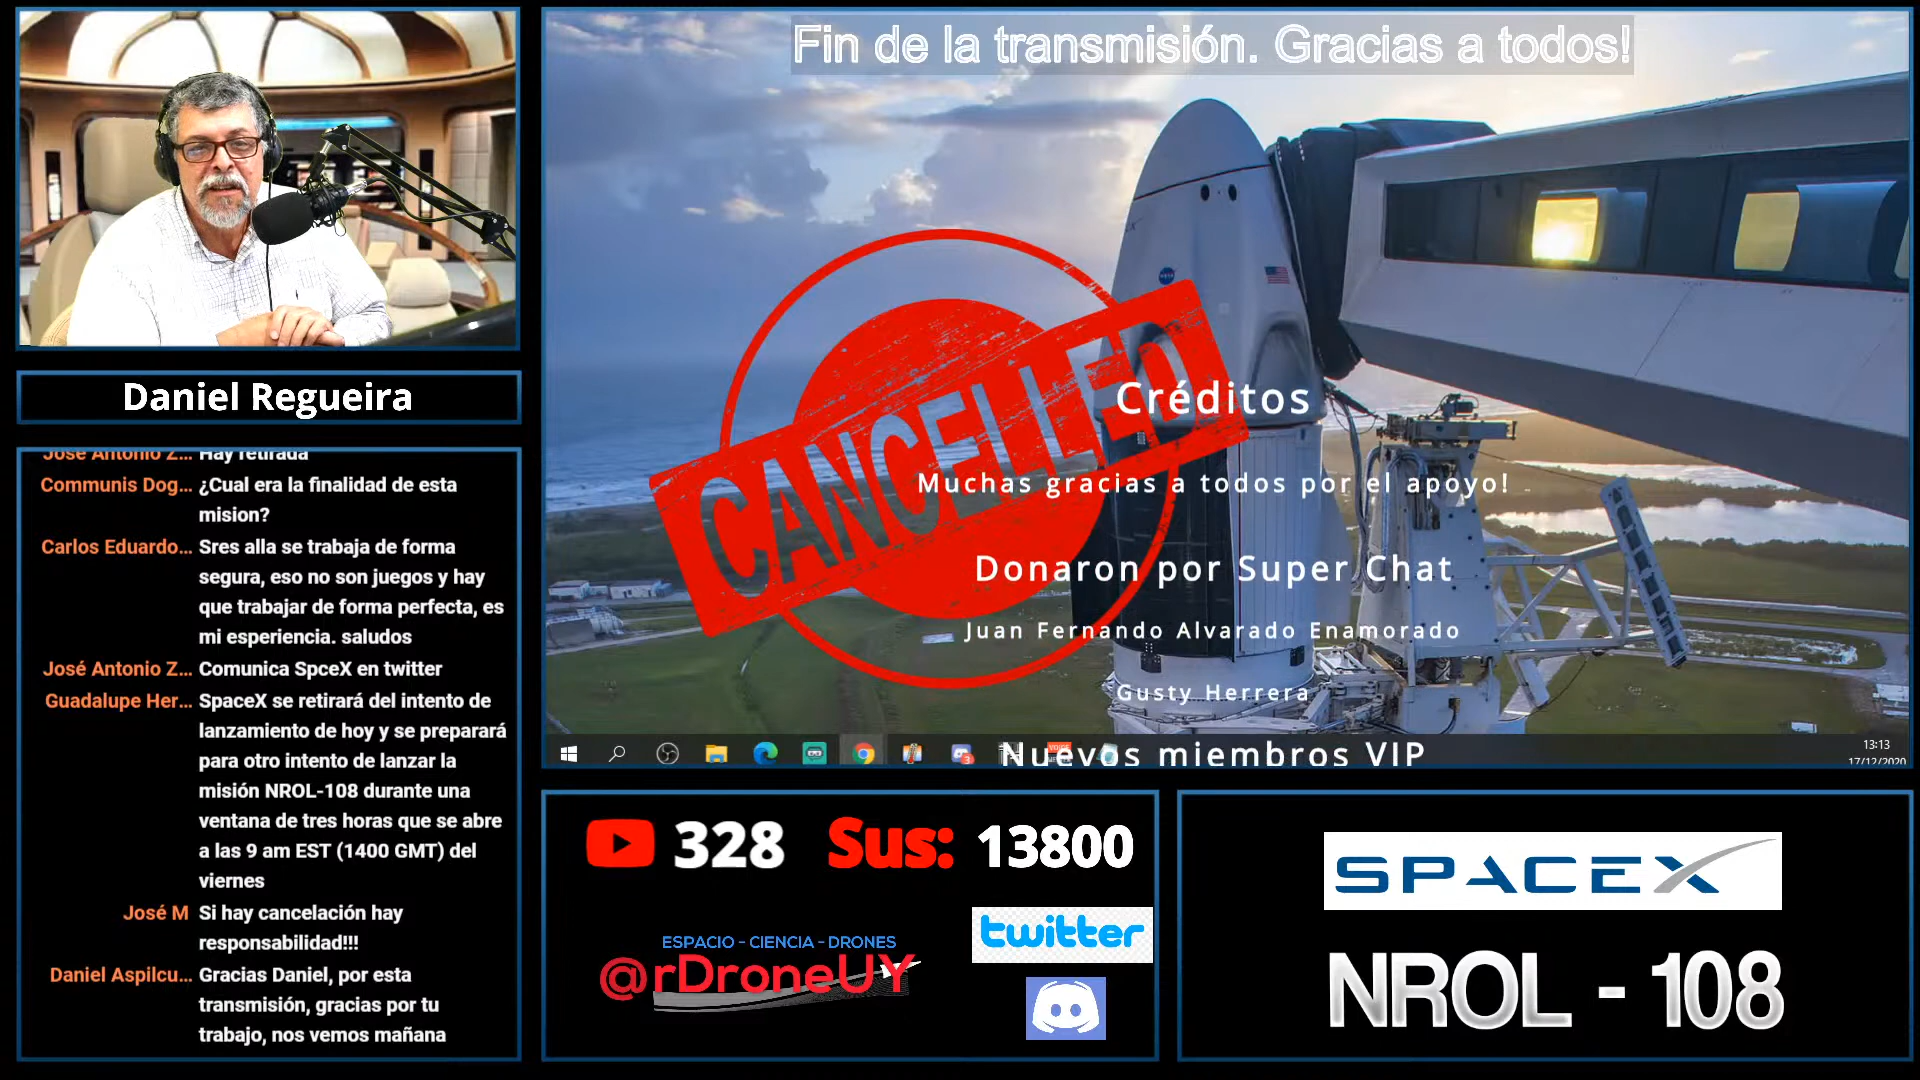 Fin de la transmisión. Gracias a todos!
Daniel Regueira
José Antonio Z... Hay retirada
Communis Dog... ¿Cual era la finalidad de esta
mision?
Carlos Eduardo... Sres alla se trabaja de forma
segura, eso no son juegos y hay
que trabajar de forma perfecta, es
mi esperiencia. saludos
José Antonio Z... Comunica SpceX en twitter
Guadalupe Her... SpaceX se retirará del intento de
lanzamiento de hoy y se preparará
para otro intento de lanzar la
misión NROL-108 durante una
ventana de tres horas que se abre
a las 9 am EST (1400 GMT) del
viernes
José M Si hay cancelación hay
responsabilidad!!!
Daniel Aspilcu... Gracias Daniel, por esta
transmisión, gracias por tu
trabajo, nos vemos mañana
CANCELLED
Créditos
Muchas gracias a todos por el apoyo!
Donaron por Super Chat
Juan Fernando Alvarado Enamorado
Gusty Herrera
Nuevos miembros VIP
13:13
17/12/2020
328 Sus: 13800
ESPACIO - CIENCIA - DRONES
@rDroneUY
twitter
SPACEX
NROL - 108